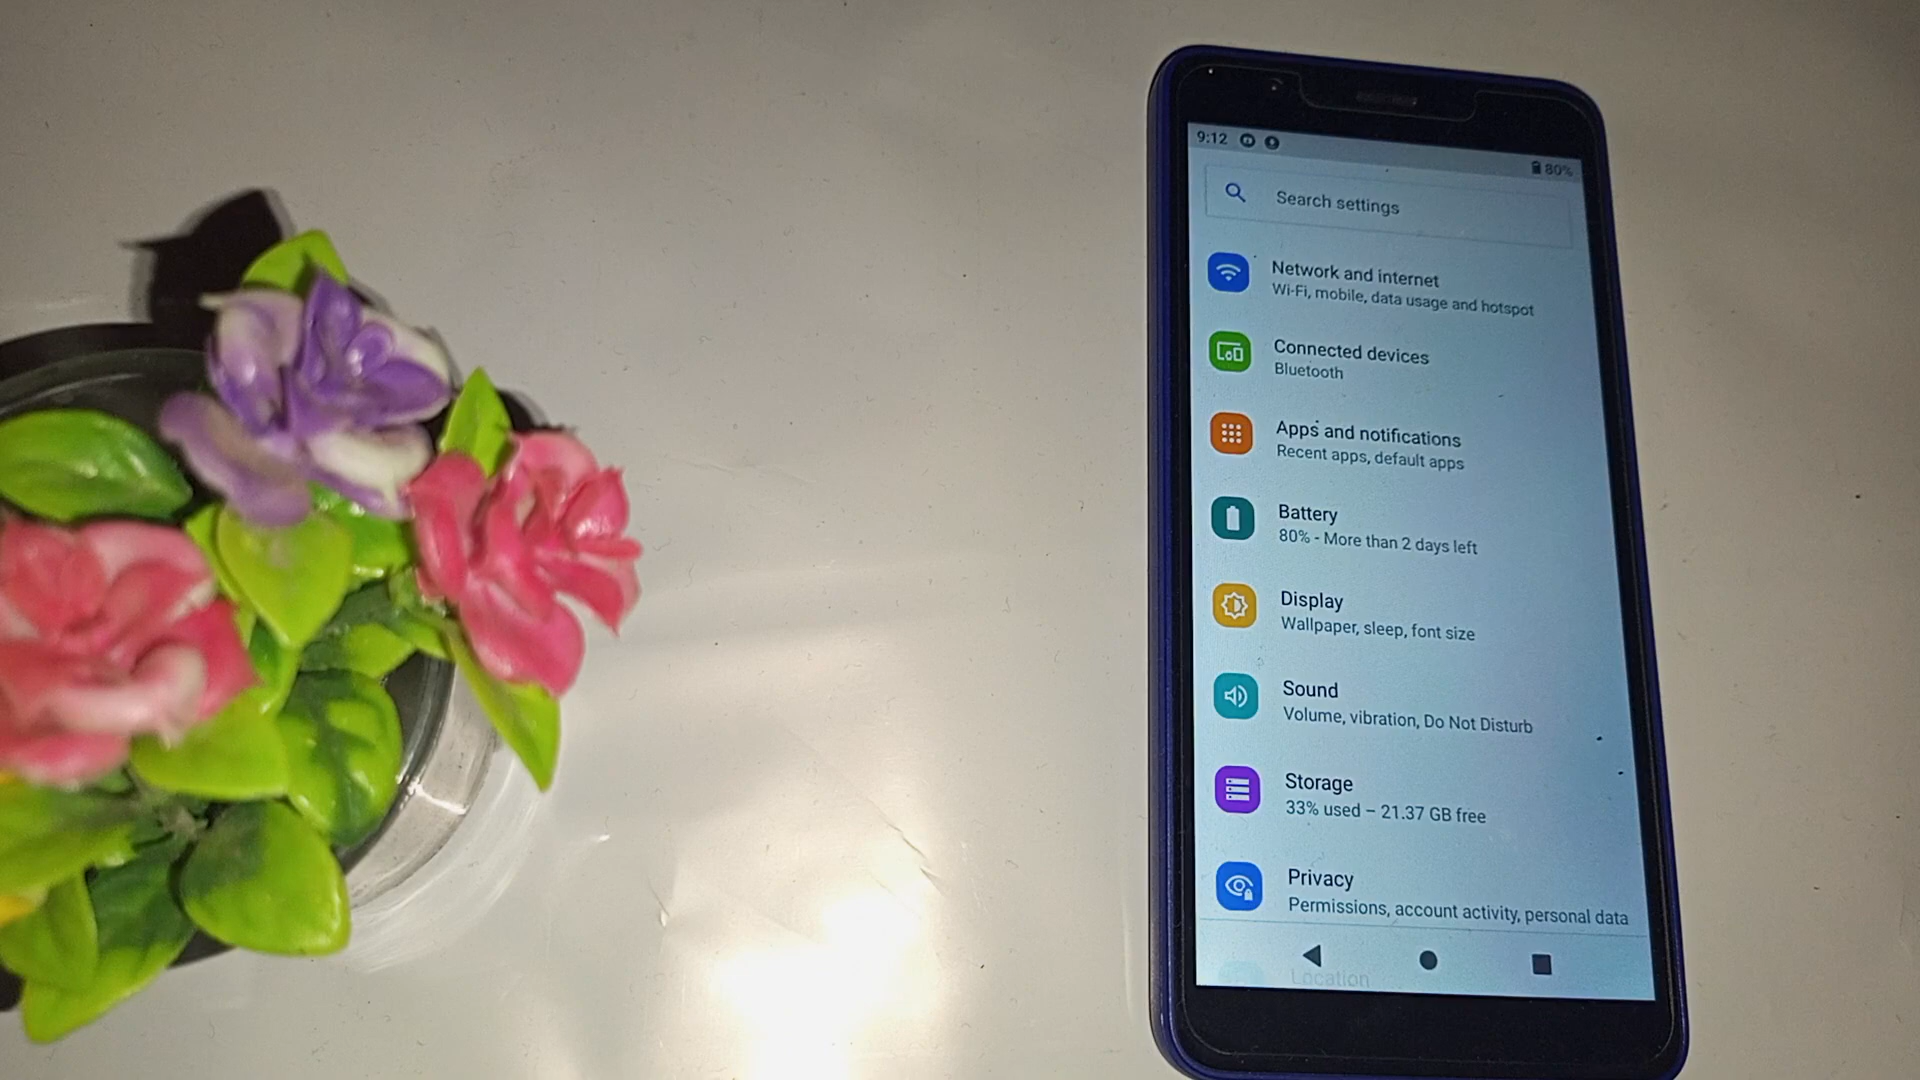 9:12
80%
Search settings
Network and internet
Wi-Fi, mobile, data usage and hotspot
Connected devices
Bluetooth
Apps and notifications
Recent apps, default apps
Battery
80% - More than 2 days left
Display
Wallpaper, sleep, font size
Sound
Volume, vibration, Do Not Disturb
Storage
33% used – 21.37 GB free
Privacy
Permissions, account activity, personal data
Location